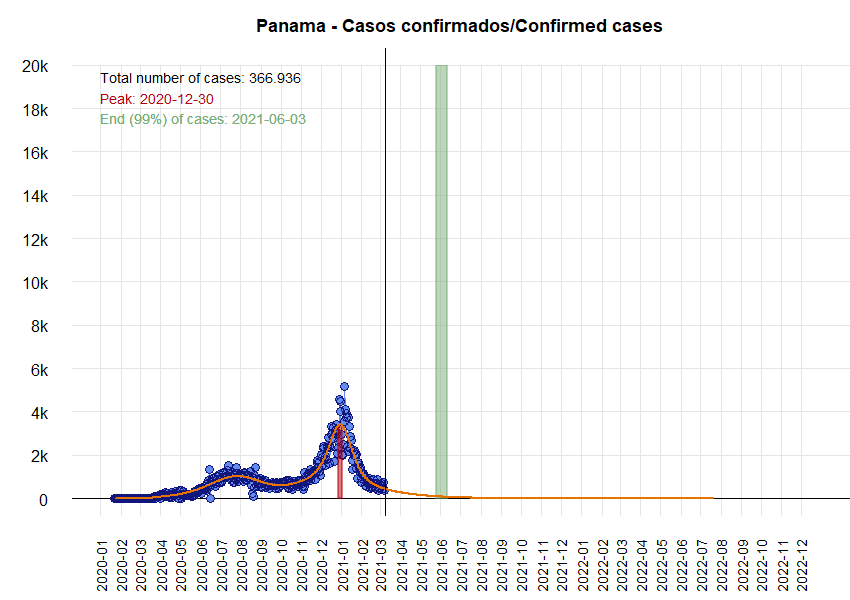 Panama - Casos confirmados/Confirmed cases
Total number of cases: 366.936
Peak: 2020-12-30
End (99%) of cases: 2021-06-03
20k
18k
16k
14k
12k
10k
8k
6k
4k
2k
0
2020-01
2020-02
2020-03
2020-04
2020-05
2020-06
2020-07
2020-08
2020-09
2020-10
2020-11
2020-12
2021-01
2021-02
2021-03
2021-04
2021-05
2021-06
2021-07
2021-08
2021-09
2021-10
2021-11
2021-12
2022-01
2022-02
2022-03
2022-04
2022-05
2022-06
2022-07
2022-08
2022-09
2022-10
2022-11
2022-12